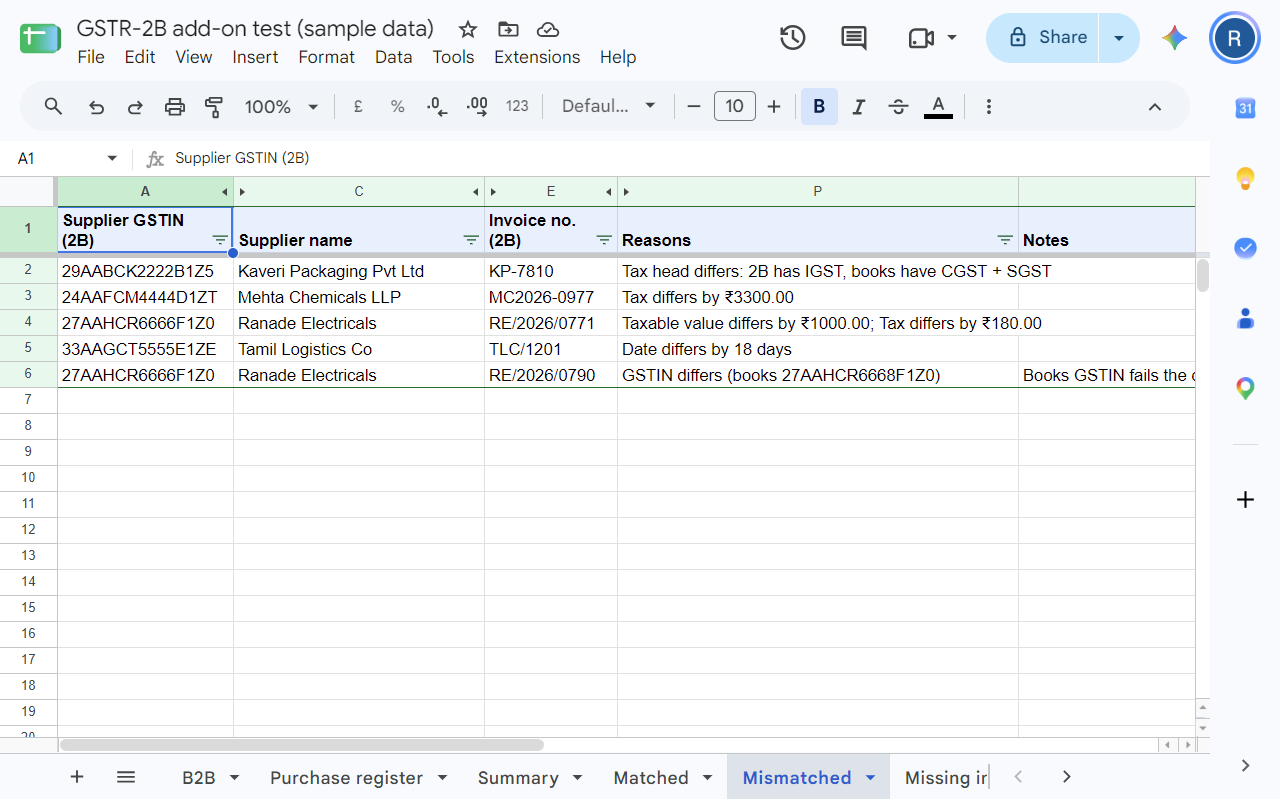 GSTR-2B add-on test (sample data)
File Edit View Insert Format Data Tools Extensions Help
Share
R
100% £ % .0 .00 123 Defaul... 10 B I S A
31
A1 fx Supplier GSTIN (2B)
A C E P
1 Supplier GSTIN (2B) Supplier name Invoice no. (2B) Reasons Notes
2 29AABCK2222B1Z5 Kaveri Packaging Pvt Ltd KP-7810 Tax head differs: 2B has IGST, books have CGST + SGST
3 24AAFCM4444D1ZT Mehta Chemicals LLP MC2026-0977 Tax differs by ₹3300.00
4 27AAHCR6666F1Z0 Ranade Electricals RE/2026/0771 Taxable value differs by ₹1000.00; Tax differs by ₹180.00
5 33AAGCT5555E1ZE Tamil Logistics Co TLC/1201 Date differs by 18 days
6 27AAHCR6666F1Z0 Ranade Electricals RE/2026/0790 GSTIN differs (books 27AAHCR6668F1Z0) Books GSTIN fails the
7
8
9
10
11
12
13
14
15
16
17
18
19
B2B Purchase register Summary Matched Mismatched Missing